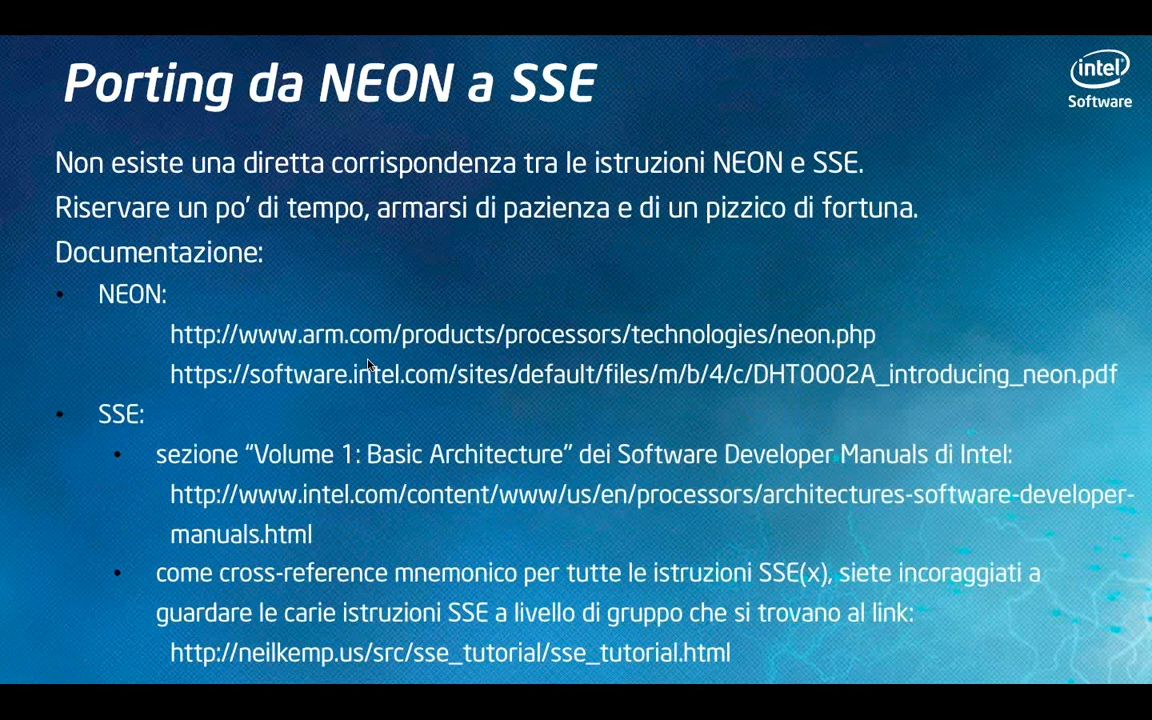 Porting da NEON a SSE
intel
Software
Non esiste una diretta corrispondenza tra le istruzioni NEON e SSE.
Riservare un po' di tempo, armarsi di pazienza e di un pizzico di fortuna.
Documentazione:
• NEON:
http://www.arm.com/products/processors/technologies/neon.php
https://software.intel.com/sites/default/files/m/b/4/c/DHT0002A_introducing_neon.pdf
• SSE:
• sezione “Volume 1: Basic Architecture” dei Software Developer Manuals di Intel:
http://www.intel.com/content/www/us/en/processors/architectures-software-developer-
manuals.html
• come cross-reference mnemonico per tutte le istruzioni SSE(x), siete incoraggiati a
guardare le carie istruzioni SSE a livello di gruppo che si trovano al link:
http://neilkemp.us/src/sse_tutorial/sse_tutorial.html